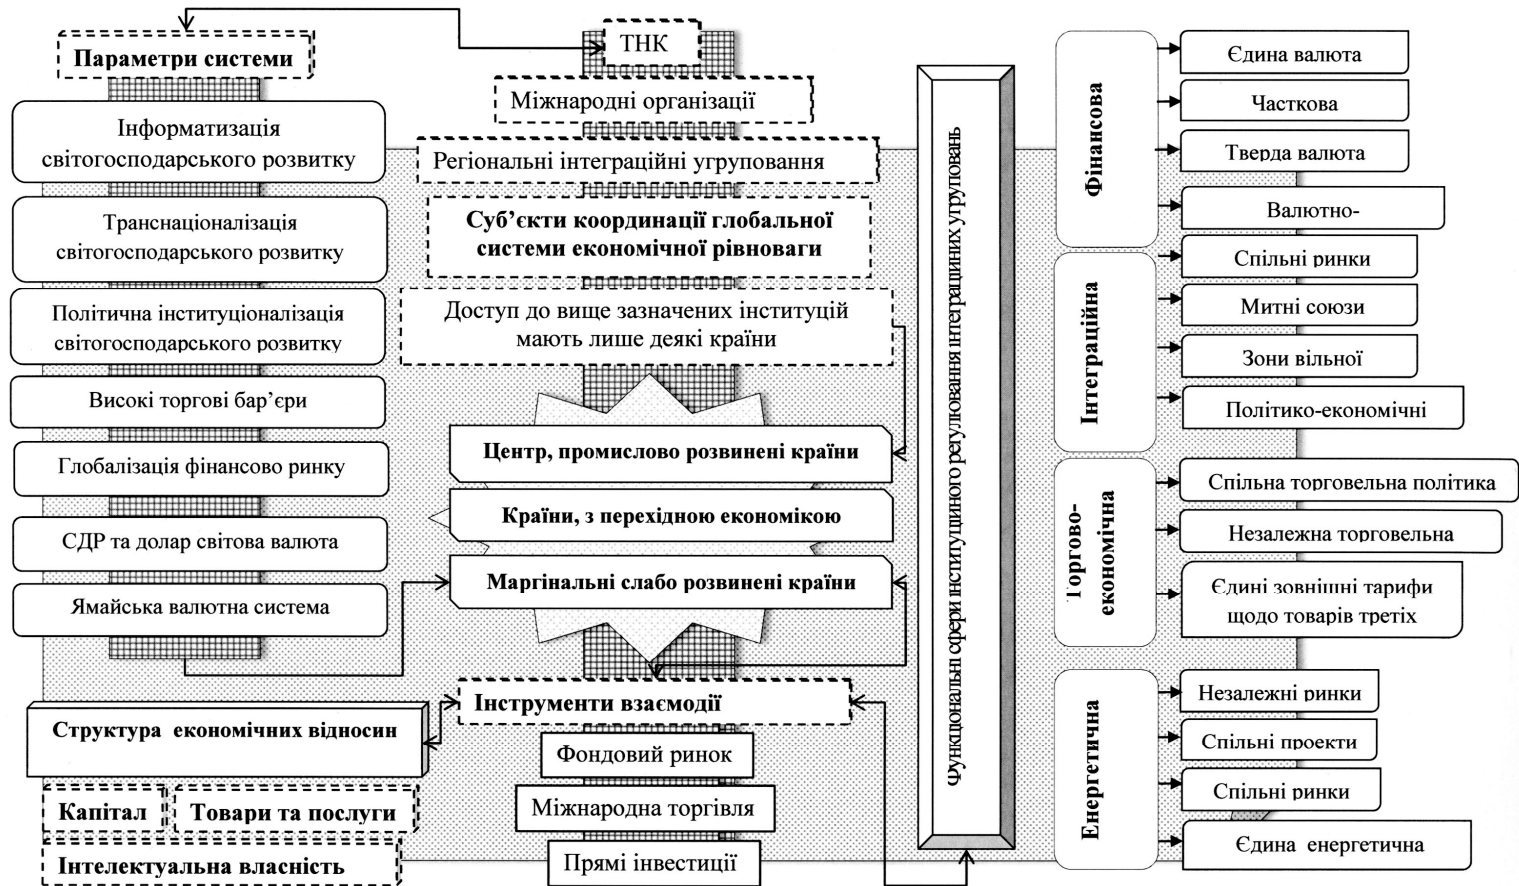 Параметри системи
Інформатизація
світогосподарського розвитку
Транснаціоналізація
світогосподарського розвитку
Політична інституціоналізація
світогосподарського розвитку
Високі торгові бар’єри
Глобалізація фінансово ринку
СДР та долар світова валюта
Ямайська валютна система
Структура економічних відносин
Капітал
Товари та послуги
Інтелектуальна власність
ТНК
Міжнародні організації
Регіональні інтеграційні угруповання
Суб’єкти координації глобальної
системи економічної рівноваги
Доступ до вище зазначених інституцій
мають лише деякі країни
Центр, промислово розвинені країни
Країни, з перехідною економікою
Маргінальні слабо розвинені країни
Інструменти взаємодії
Фондовий ринок
Міжнародна торгівля
Прямі інвестиції
Функціональні сфери інституційного регулювання інтеграційних угруповань
Фінансова
Єдина валюта
Часткова
Тверда валюта
Валютно-
Інтеграційна
Спільні ринки
Митні союзи
Зони вільної
Політико-економічні
Торгово-
економічна
Спільна торговельна політика
Незалежна торговельна
Єдині зовнішні тарифи
щодо товарів третіх
Енергетична
Незалежні ринки
Спільні проекти
Спільні ринки
Єдина енергетична